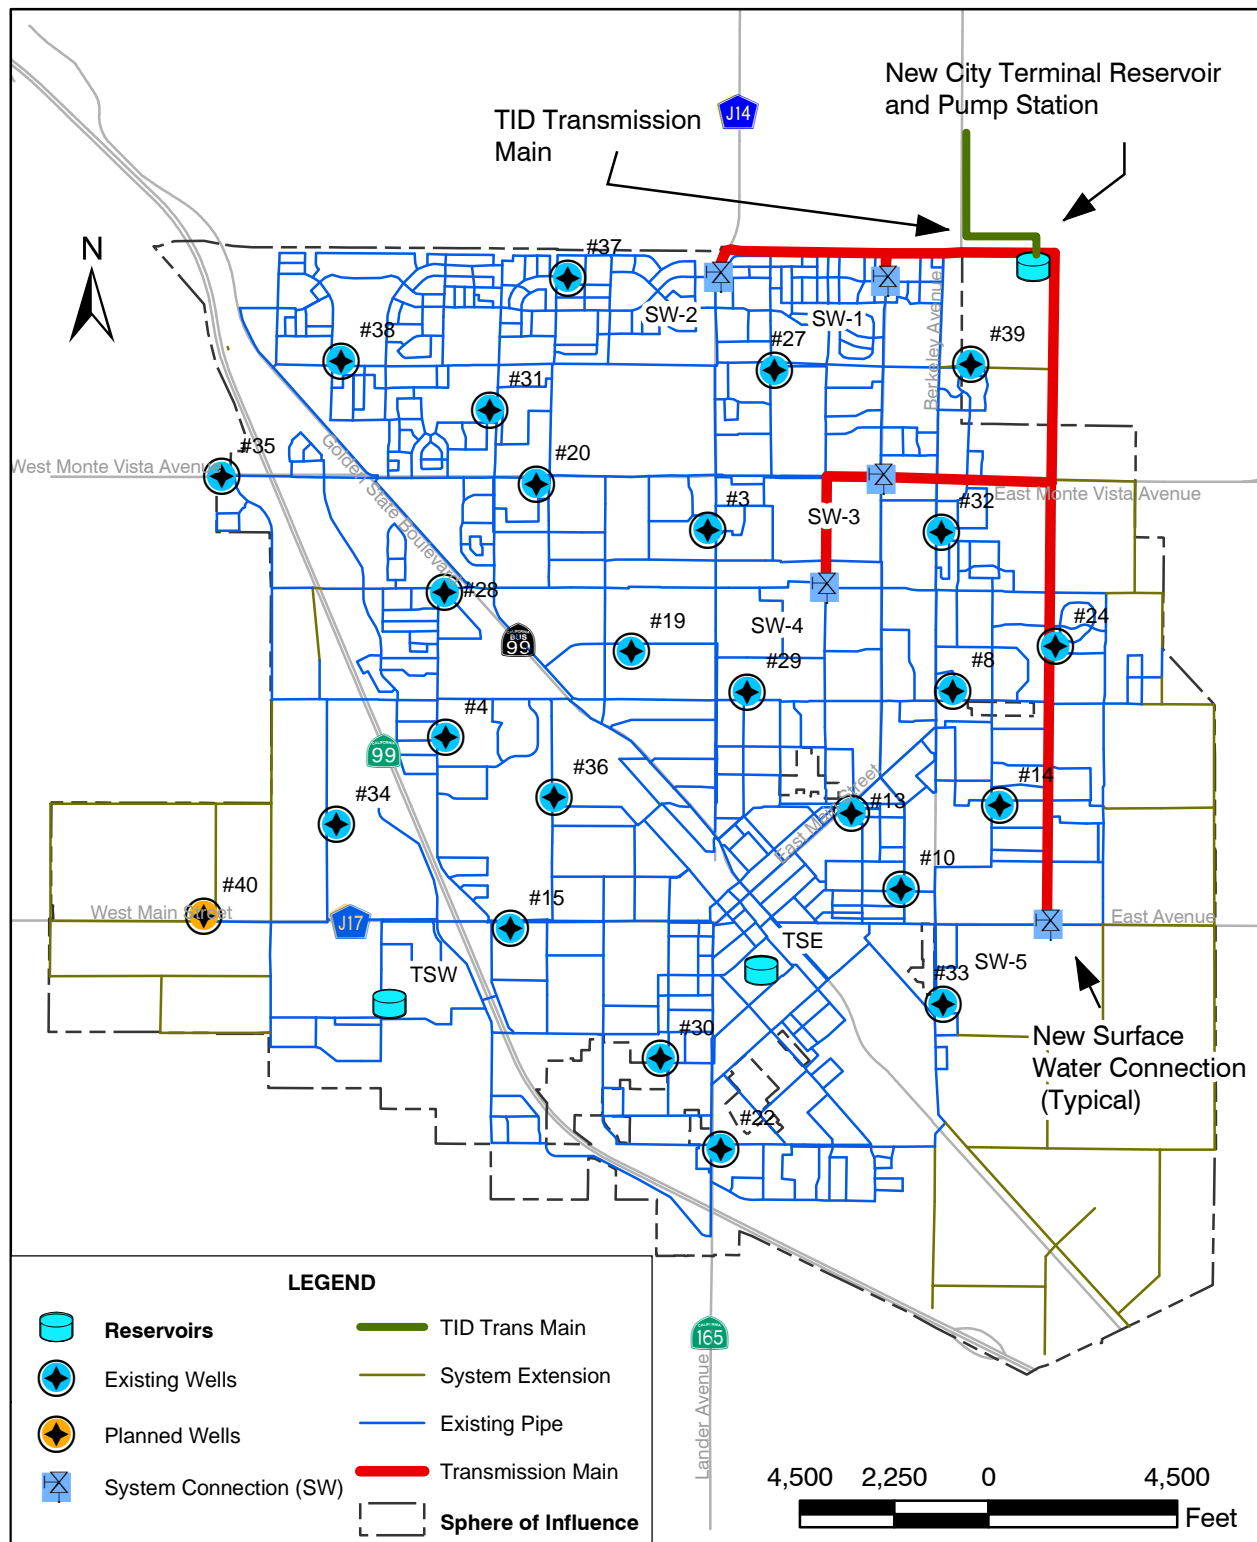 New City Terminal Reservoir
and Pump Station
TID Transmission
Main
J14
N
#37
SW-2
SW-1
#38
#27
#39
Berkeley Avenue
#31
Golden State Boulevard
#35
West Monte Vista Avenue
#20
#3
SW-3
#32
East Monte Vista Avenue
#28
CALIFORNIA
BUS
99
#19
SW-4
#24
#29
#8
#4
CALIFORNIA
99
#36
#34
#13
#14
East Main Street
#10
#40
West Main Street
J17
#15
East Avenue
TSE
TSW
SW-5
#33
#30
New Surface
Water Connection
(Typical)
#22
LEGEND
Reservoirs
Existing Wells
Planned Wells
System Connection (SW)
TID Trans Main
System Extension
Existing Pipe
Transmission Main
Sphere of Influence
CALIFORNIA
165
Lander Avenue
4,500 2,250 0 4,500
Feet